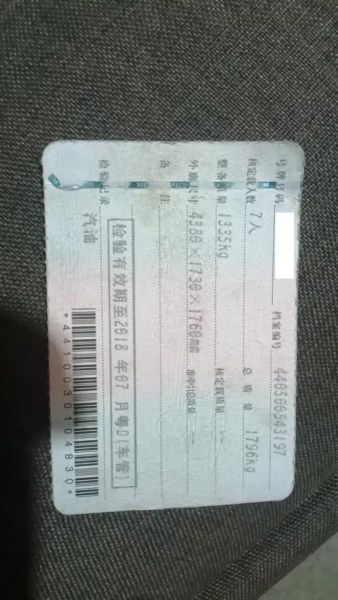 号牌号码 档案编号 440500543197
核定载人数 7人 总质量 1796kg
整备质量 1335kg 核定载质量
外廓尺寸 4300×1730×1760mm 准牵引总质量
备注
检验记录 检验有效期至2018年07月粤D(车管)
汽油 *4410030104830*